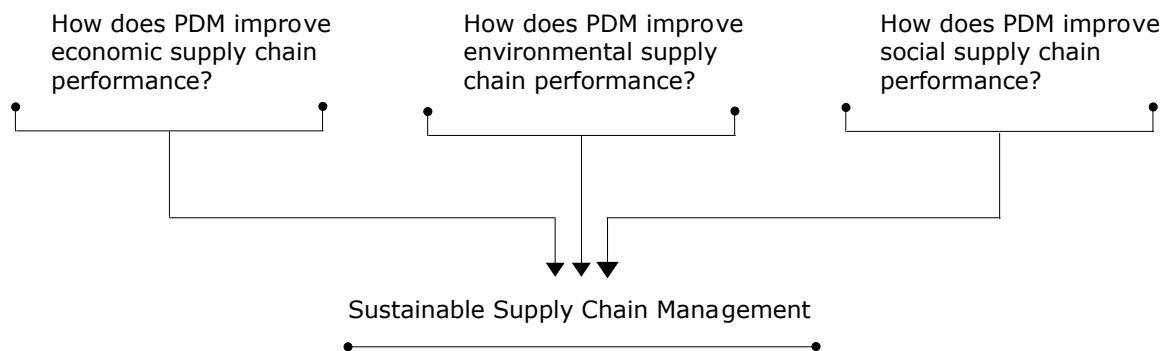 How does PDM improve
economic supply chain
performance?
How does PDM improve
environmental supply
chain performance?
How does PDM improve
social supply chain
performance?
Sustainable Supply Chain Management